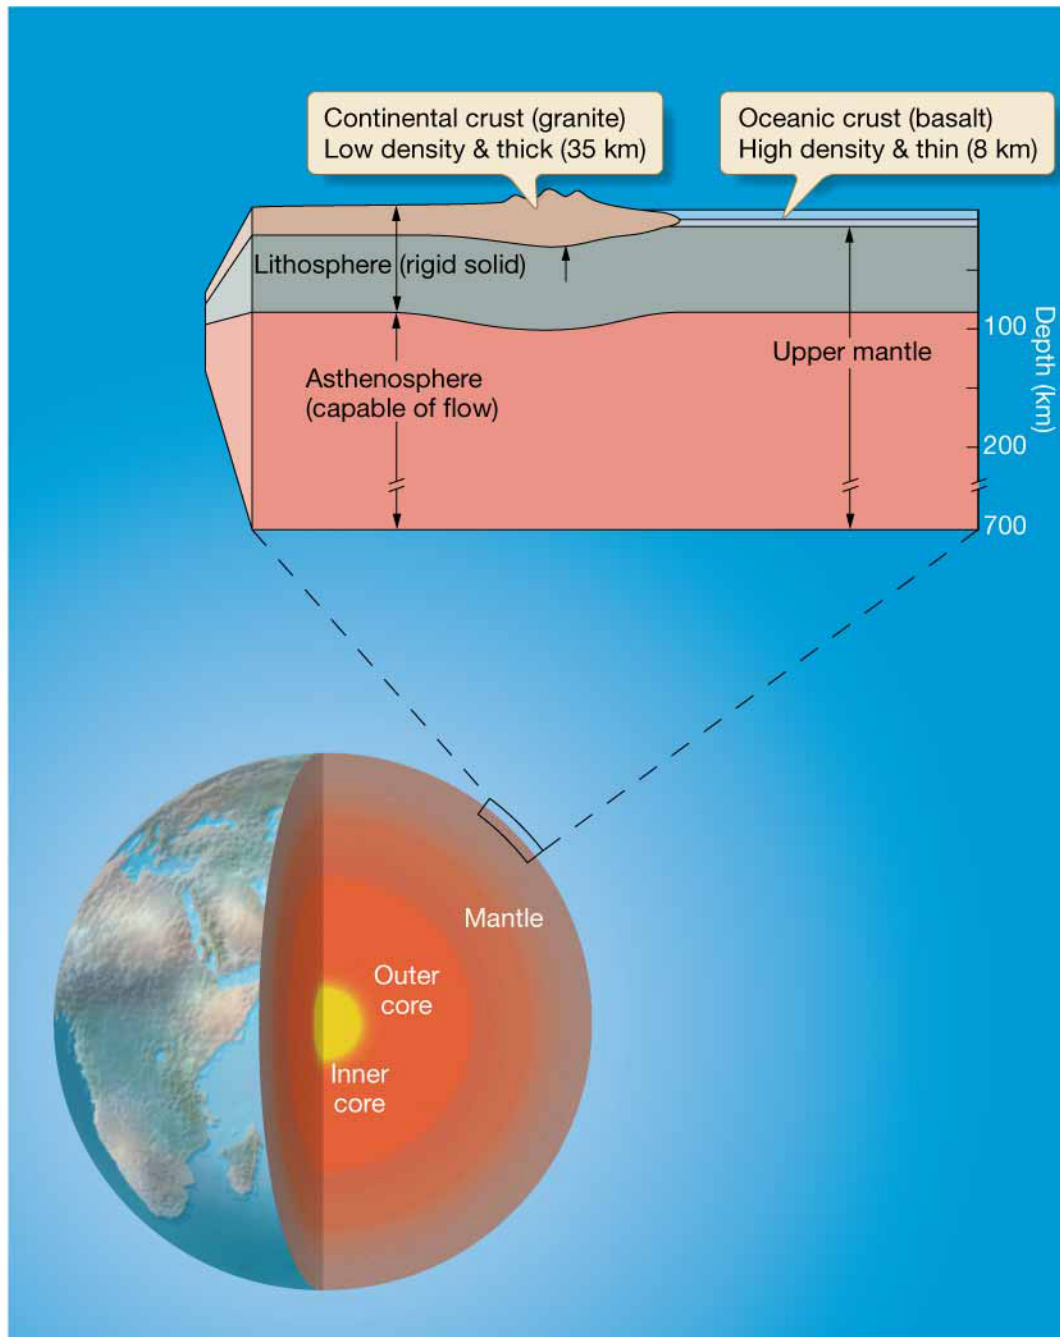 Continental crust (granite)
Low density & thick (35 km)
Oceanic crust (basalt)
High density & thin (8 km)
Lithosphere (rigid solid)
Asthenosphere
(capable of flow)
Upper mantle
100
200
700
Depth (km)
Mantle
Outer
core
Inner
core